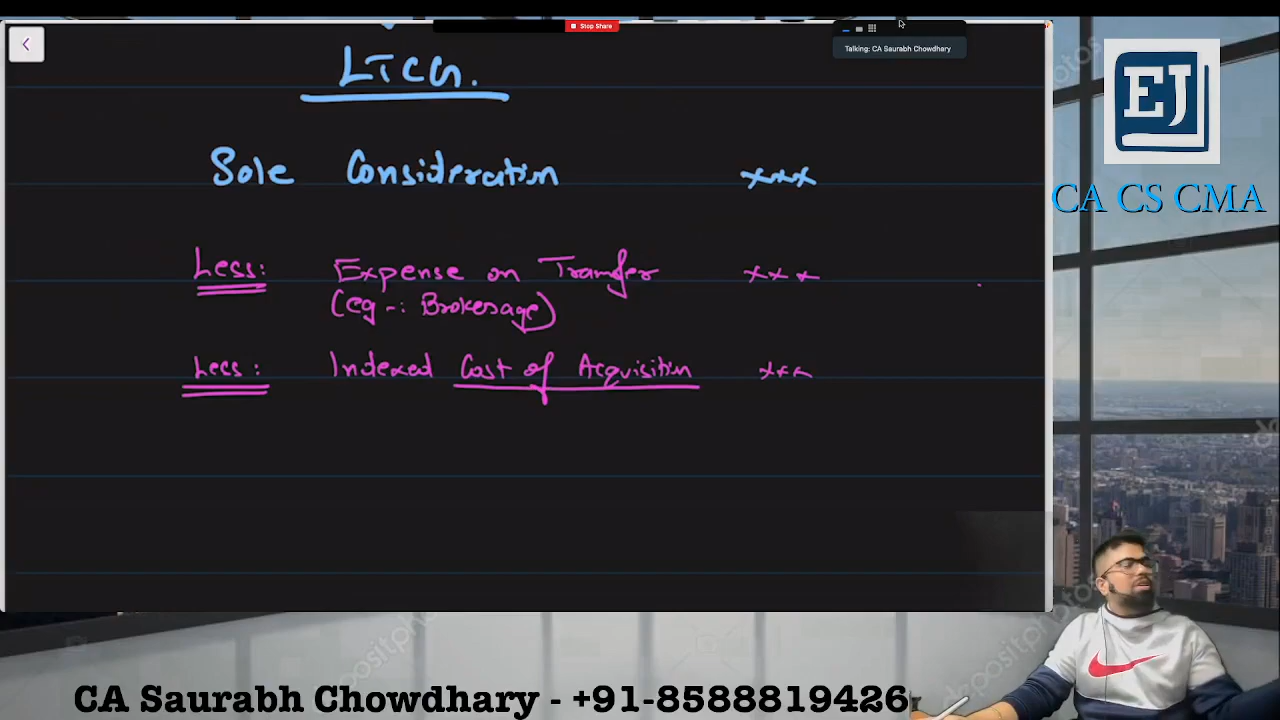 Stop Share
Talking: CA Saurabh Chowdhary
LTCG.
EJ
Sale Consideration xxx
CA CS CMA
Less: Expense on Transfer xxx
(eg -: Brokerage)
Less: Indexed Cost of Acquisition xxx
CA Saurabh Chowdhary - +91-8588819426